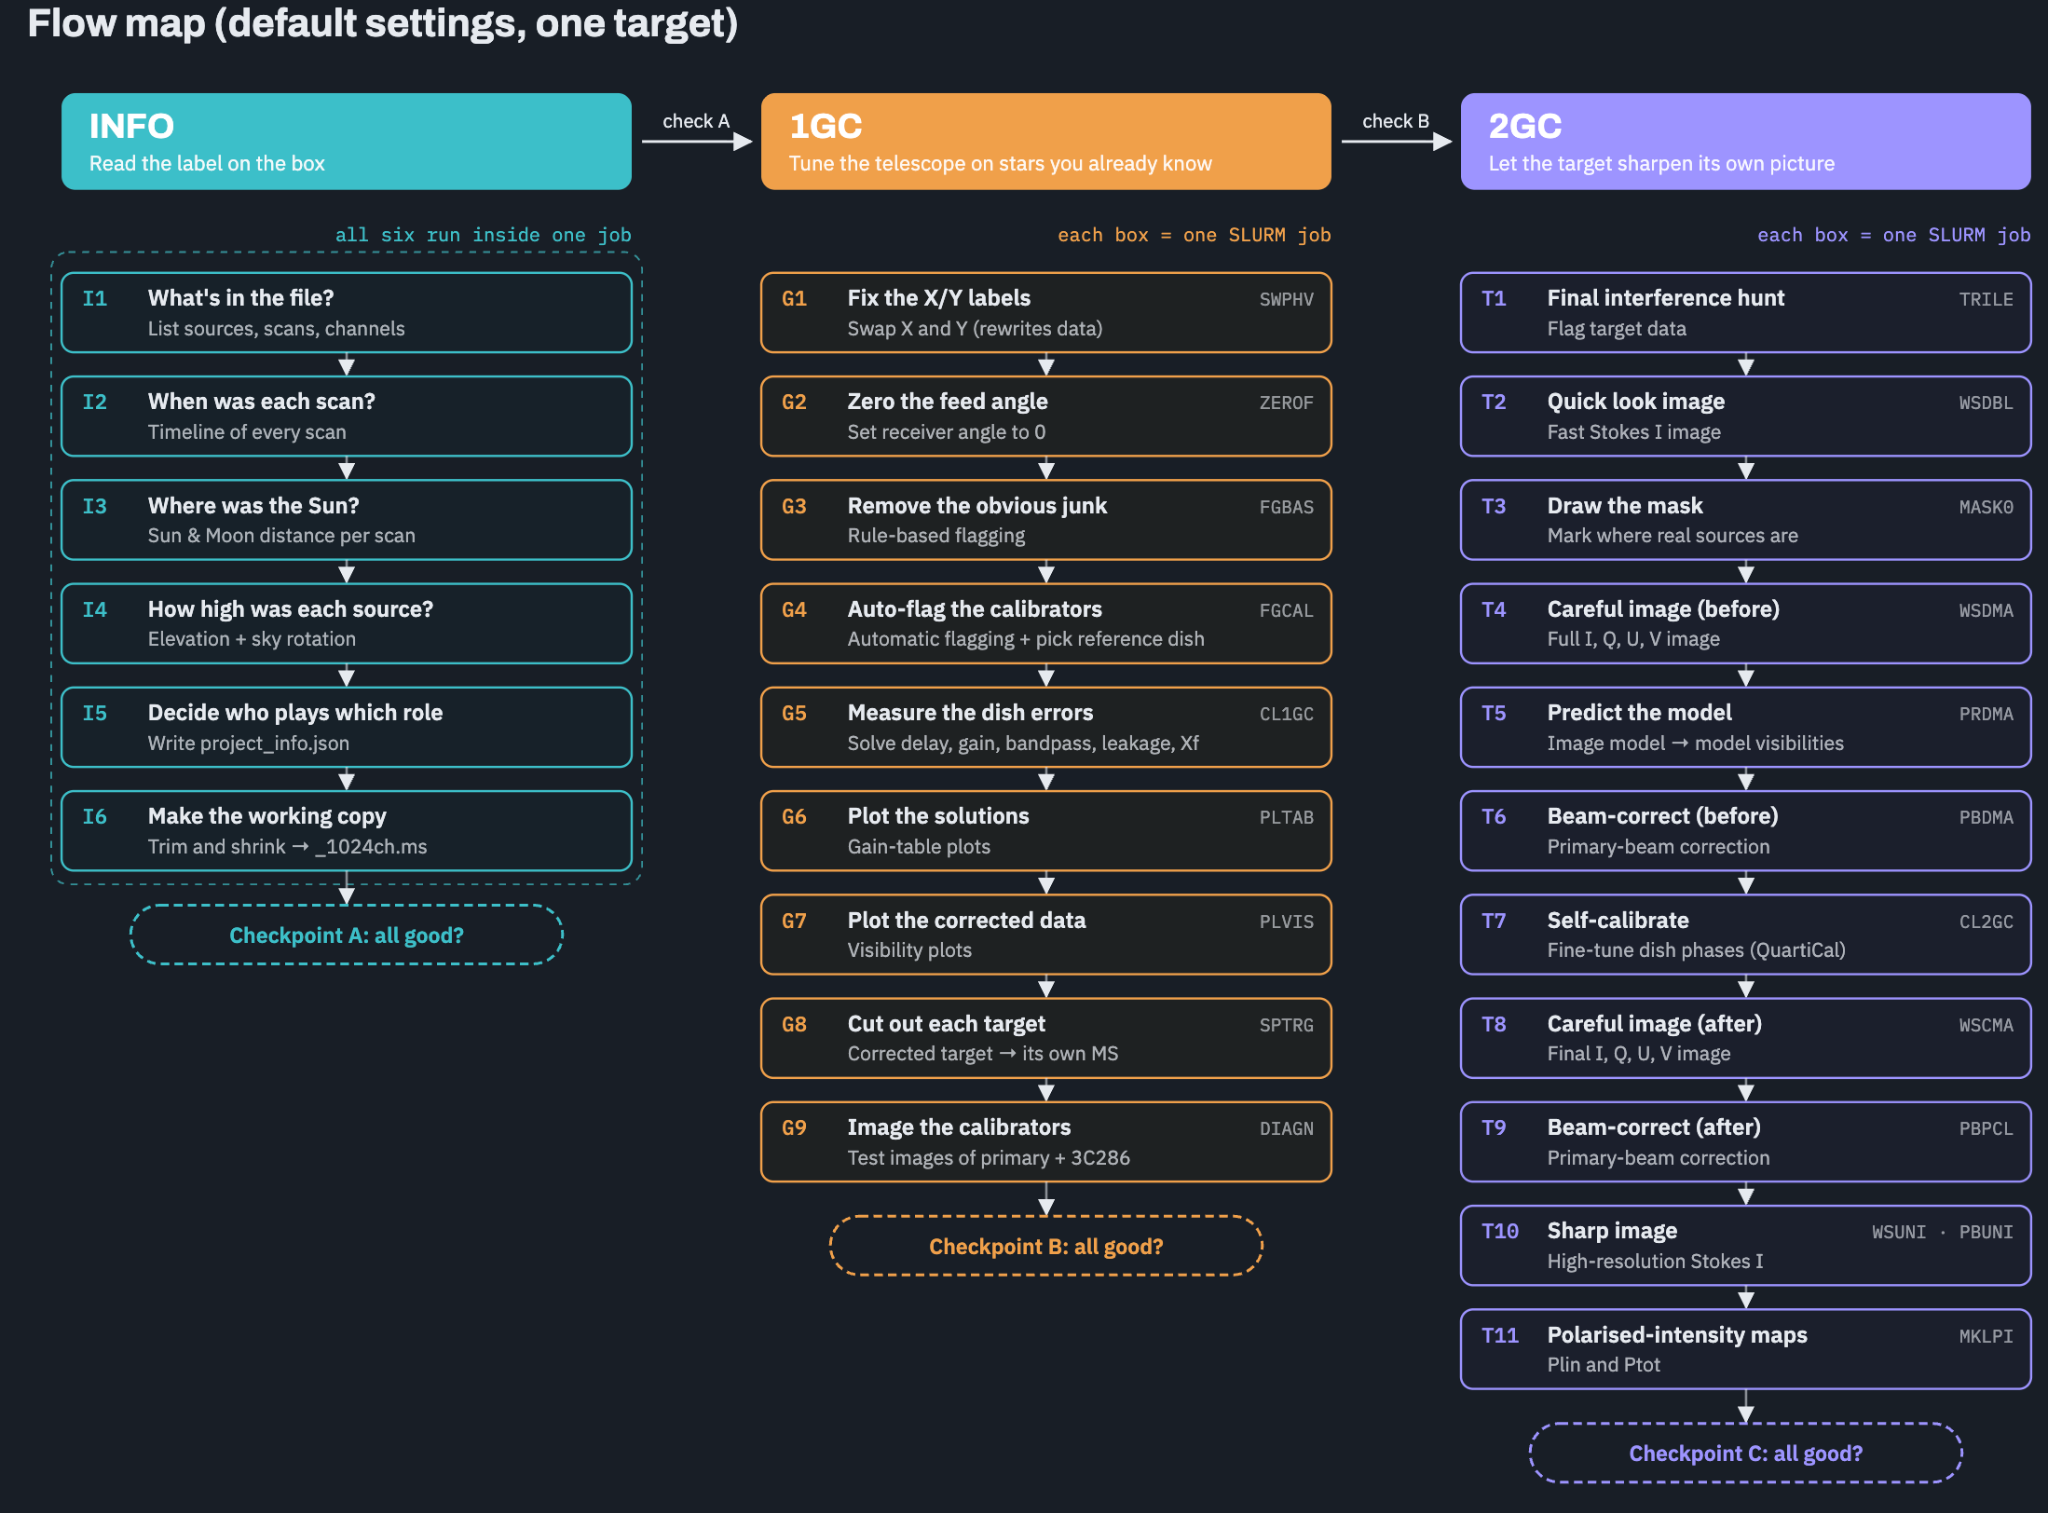 Flow map (default settings, one target)
INFO
Read the label on the box
check A
1GC
Tune the telescope on stars you already know
check B
2GC
Let the target sharpen its own picture
all six run inside one job
I1 What's in the file?
List sources, scans, channels
I2 When was each scan?
Timeline of every scan
I3 Where was the Sun?
Sun & Moon distance per scan
I4 How high was each source?
Elevation + sky rotation
I5 Decide who plays which role
Write project_info.json
I6 Make the working copy
Trim and shrink → _1024ch.ms
Checkpoint A: all good?
each box = one SLURM job
G1 Fix the X/Y labels SWPHV
Swap X and Y (rewrites data)
G2 Zero the feed angle ZEROF
Set receiver angle to 0
G3 Remove the obvious junk FGBAS
Rule-based flagging
G4 Auto-flag the calibrators FGCAL
Automatic flagging + pick reference dish
G5 Measure the dish errors CL1GC
Solve delay, gain, bandpass, leakage, Xf
G6 Plot the solutions PLTAB
Gain-table plots
G7 Plot the corrected data PLVIS
Visibility plots
G8 Cut out each target SPTRG
Corrected target → its own MS
G9 Image the calibrators DIAGN
Test images of primary + 3C286
Checkpoint B: all good?
each box = one SLURM job
T1 Final interference hunt TRILE
Flag target data
T2 Quick look image WSDBL
Fast Stokes I image
T3 Draw the mask MASK0
Mark where real sources are
T4 Careful image (before) WSDMA
Full I, Q, U, V image
T5 Predict the model PRDMA
Image model → model visibilities
T6 Beam-correct (before) PBDMA
Primary-beam correction
T7 Self-calibrate CL2GC
Fine-tune dish phases (QuartiCal)
T8 Careful image (after) WSCMA
Final I, Q, U, V image
T9 Beam-correct (after) PBPCL
Primary-beam correction
T10 Sharp image WSUNI · PBUNI
High-resolution Stokes I
T11 Polarised-intensity maps MKLPI
Plin and Ptot
Checkpoint C: all good?